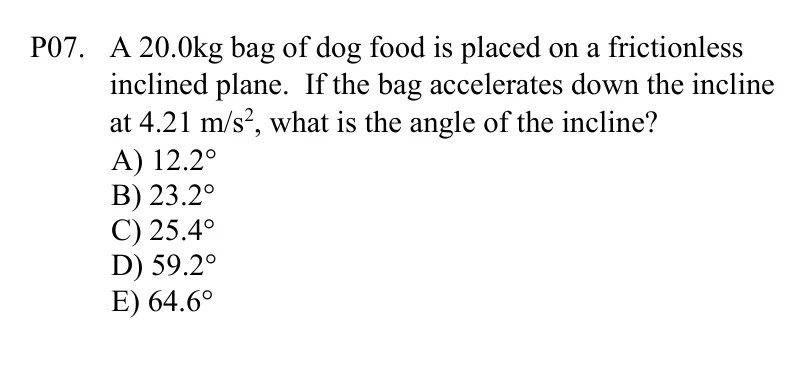 P07. A 20.0kg bag of dog food is placed on a frictionless
inclined plane. If the bag accelerates down the incline
at 4.21 m/s², what is the angle of the incline?
A) 12.2°
B) 23.2°
C) 25.4°
D) 59.2°
E) 64.6°